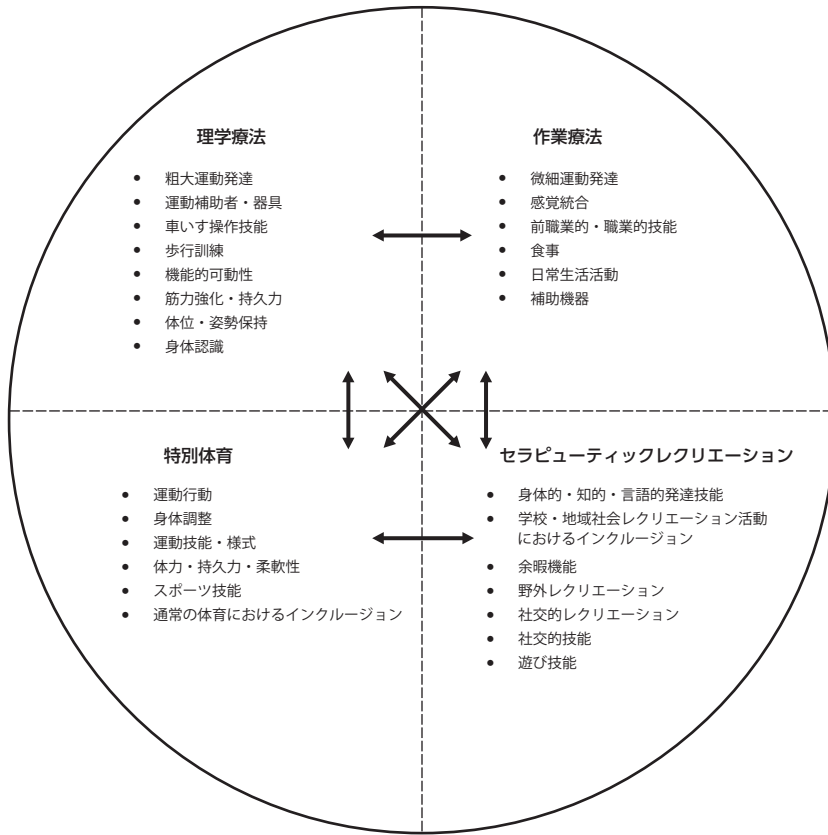 理学療法
● 粗大運動発達
● 運動補助者・器具
● 車いす操作技能
● 歩行訓練
● 機能的可動性
● 筋力強化・持久力
● 体位・姿勢保持
● 身体認識
作業療法
● 微細運動発達
● 感覚統合
● 前職業的・職業的技能
● 食事
● 日常生活活動
● 補助機器
特別体育
● 運動行動
● 身体調整
● 運動技能・様式
● 体力・持久力・柔軟性
● スポーツ技能
● 通常の体育におけるインクルージョン
セラピューティックレクリエーション
● 身体的・知的・言語的発達技能
● 学校・地域社会レクリエーション活動
におけるインクルージョン
● 余暇機能
● 野外レクリエーション
● 社交的レクリエーション
● 社交的技能
● 遊び技能